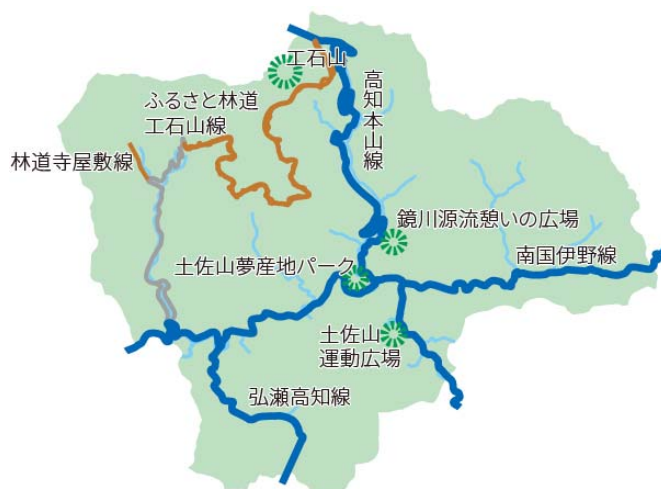 工石山
高知本山線
ふるさと林道
工石山線
林道寺屋敷線
鏡川源流憩いの広場
南国伊野線
土佐山夢産地パーク
土佐山
運動広場
弘瀬高知線